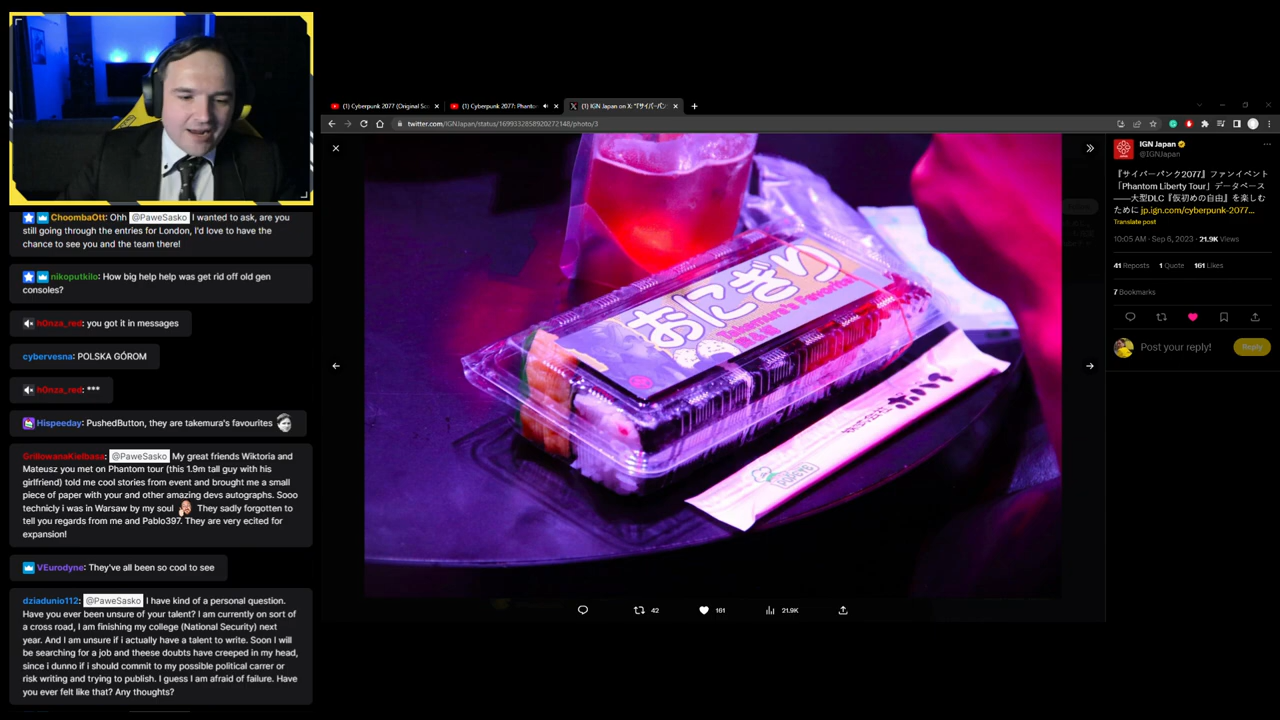 ChoombaOtt: Ohh @PaweSasko I wanted to ask, are you
still going through the entries for London, I'd love to have the
chance to see you and the team there!
nikoputkilo: How big help help was get rid off old gen
consoles?
h0nza_red: you got it in messages
cybervesna: POLSKA GÓROM
h0nza_red: ***
Hispeeday: PushedButton, they are takemura's favourites
GrillowanaKielbasa: @PaweSasko My great friends Wiktoria and
Mateusz you met on Phantom tour (this 1.9m tall guy with his
girlfriend) told me cool stories from event and brought me a small
piece of paper with your and other amazing devs autographs. Sooo
technicly i was in Warsaw by my soul They sadly forgotten to
tell you regards from me and Pablo397. They are very ecited for
expansion!
VEurodyne: They've all been so cool to see
dziadunio112: @PaweSasko I have kind of a personal question.
Have you ever been unsure of your talent? I am currently on sort of
a cross road, I am finishing my college (National Security) next
year. And I am unsure if i actually have a talent to write. Soon I will
be searching for a job and theese doubts have creeped in my head,
since i dunno if i should commit to my possible political carrer or
risk writing and trying to publish. I guess I am afraid of failure. Have
you ever felt like that? Any thoughts?
(1) Cyberpunk 2077 (Original Sc
(1) Cyberpunk 2077: Phanto
(1) IGN Japan on X: "『サイバーパン
twitter.com/IGNJapan/status/1699332858920272148/photo/3
おにぎり
Takemura's Favorite
POPEYE
42
161
21.9K
IGN Japan
@IGNJapan
『サイバーパンク2077』ファンイベント
「Phantom Liberty Tour」データベース
――大型DLC『仮初めの自由』を楽しむ
ために jp.ign.com/cyberpunk-2077...
Translate post
10:05 AM · Sep 6, 2023 · 21.9K Views
41 Reposts 1 Quote 161 Likes
7 Bookmarks
Post your reply!
Reply